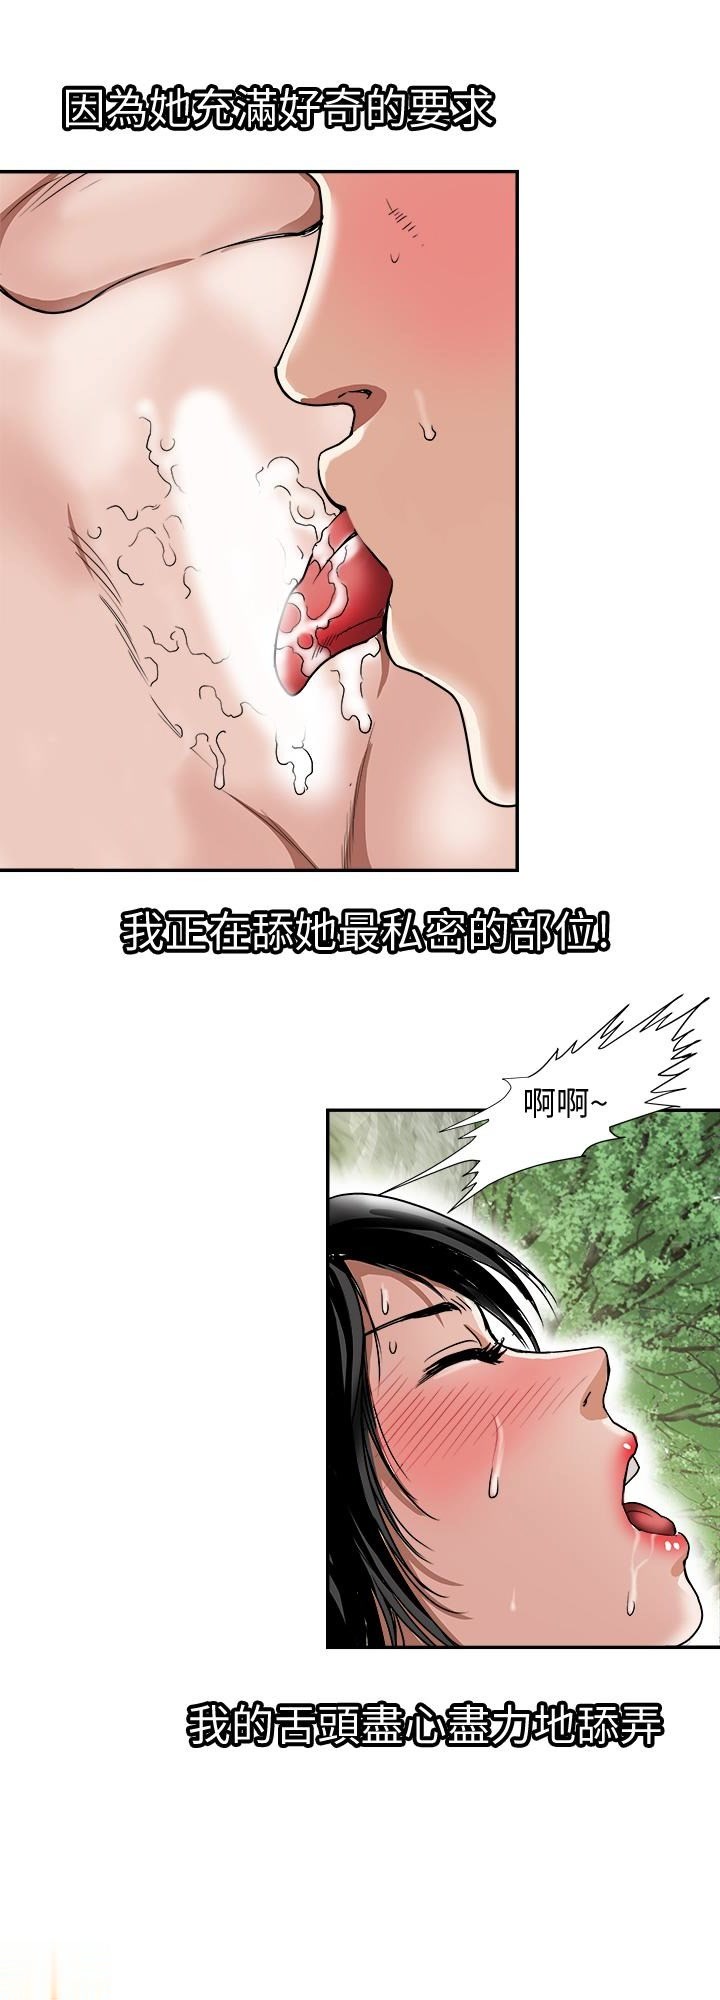 因為她充滿好奇的要求
我正在舔她最私密的部位!
啊啊~
我的舌頭盡心盡力地舔弄